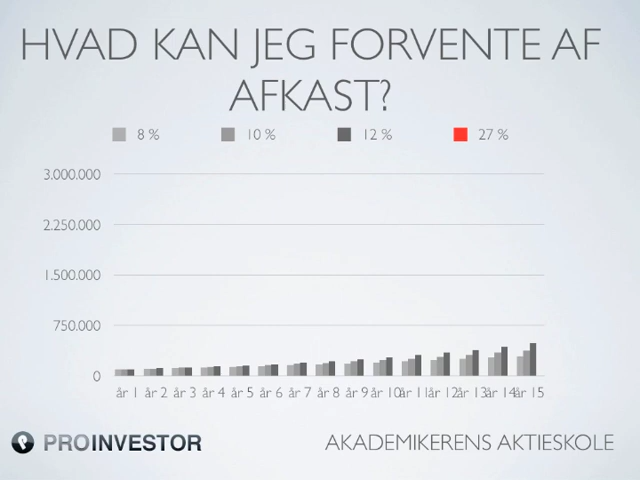 HVAD KAN JEG FORVENTE AF
AFKAST?
8 % 10 % 12 % 27 %
3.000.000
2.250.000
1.500.000
750.000
0
år 1 år 2 år 3 år 4 år 5 år 6 år 7 år 8 år 9 år 10 år 11 år 12 år 13 år 14 år 15
PROINVESTOR
AKADEMIKERENS AKTIESKOLE